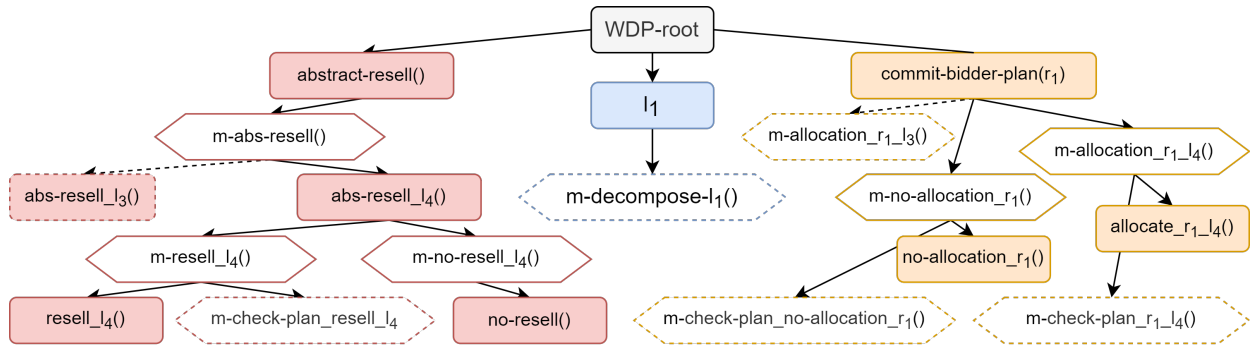 WDP-root
abstract-resell()
l₁
commit-bidder-plan(r₁)
m-abs-resell()
m-allocation_r₁_l₃()
m-allocation_r₁_l₄()
abs-resell_l₃()
abs-resell_l₄()
m-decompose-l₁()
m-no-allocation_r₁()
allocate_r₁_l₄()
m-resell_l₄()
m-no-resell_l₄()
no-allocation_r₁()
resell_l₄()
m-check-plan_resell_l₄
no-resell()
m-check-plan_no-allocation_r₁()
m-check-plan_r₁_l₄()